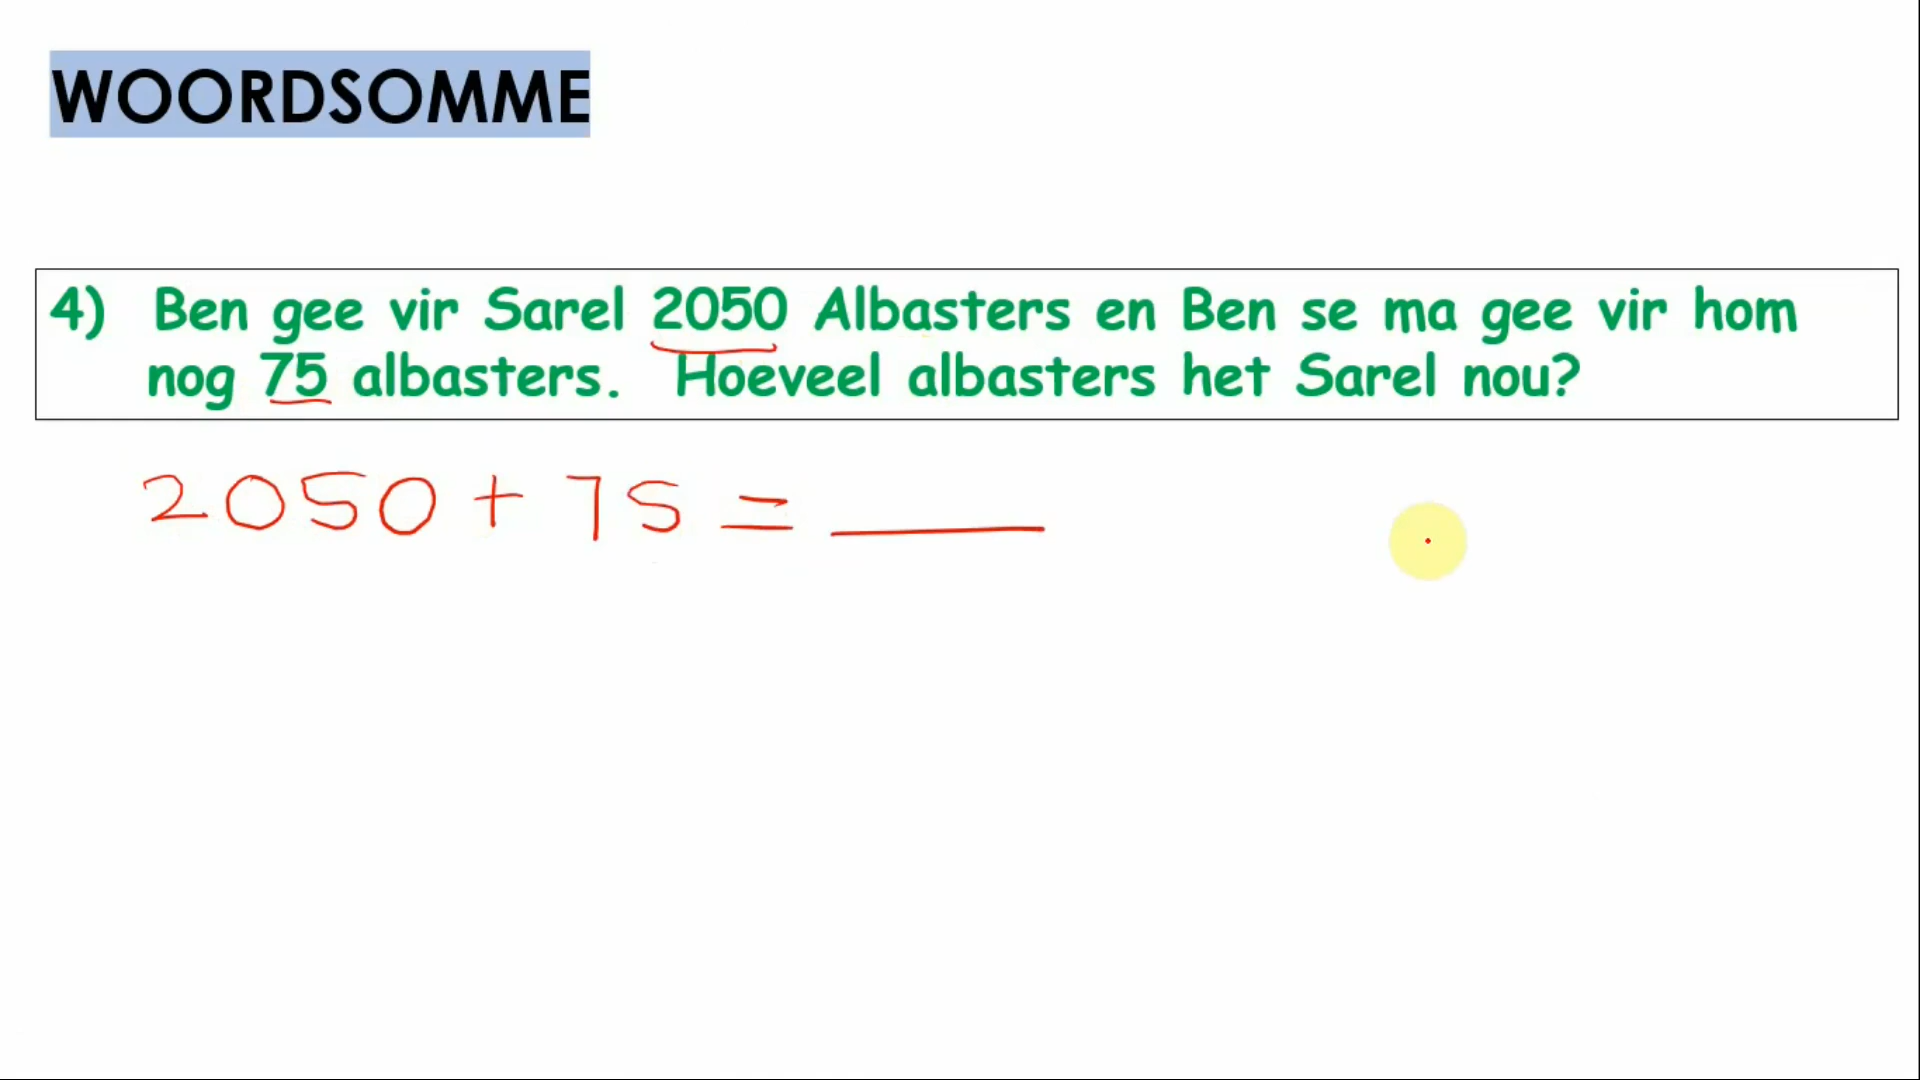 WOORDSOMME
4) Ben gee vir Sarel 2050 Albasters en Ben se ma gee vir hom
nog 75 albasters. Hoeveel albasters het Sarel nou?
2050 + 75 = ____